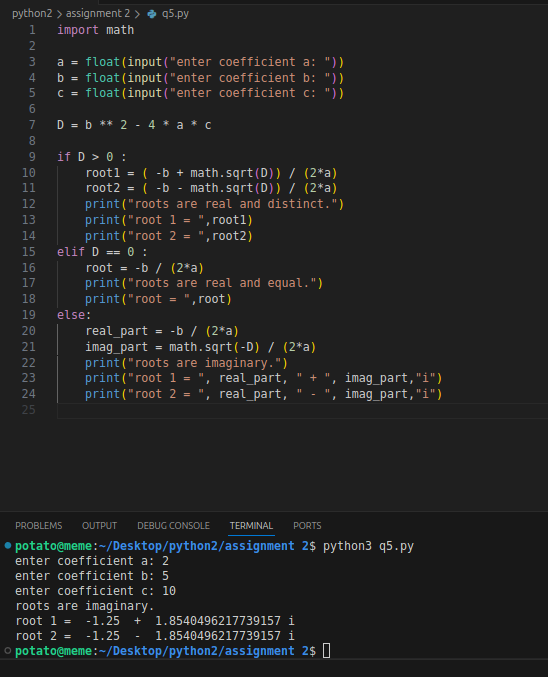 python2 > assignment 2 > q5.py
1 import math
2
3 a = float(input("enter coefficient a: "))
4 b = float(input("enter coefficient b: "))
5 c = float(input("enter coefficient c: "))
6
7 D = b ** 2 - 4 * a * c
8
9 if D > 0 :
10     root1 = ( -b + math.sqrt(D)) / (2*a)
11     root2 = ( -b - math.sqrt(D)) / (2*a)
12     print("roots are real and distinct.")
13     print("root 1 = ",root1)
14     print("root 2 = ",root2)
15 elif D == 0 :
16     root = -b / (2*a)
17     print("roots are real and equal.")
18     print("root = ",root)
19 else:
20     real_part = -b / (2*a)
21     imag_part = math.sqrt(-D) / (2*a)
22     print("roots are imaginary.")
23     print("root 1 = ", real_part, " + ", imag_part,"i")
24     print("root 2 = ", real_part, " - ", imag_part,"i")
25
PROBLEMS OUTPUT DEBUG CONSOLE TERMINAL PORTS
potato@meme:~/Desktop/python2/assignment 2$ python3 q5.py
enter coefficient a: 2
enter coefficient b: 5
enter coefficient c: 10
roots are imaginary.
root 1 =  -1.25  +  1.8540496217739157 i
root 2 =  -1.25  -  1.8540496217739157 i
potato@meme:~/Desktop/python2/assignment 2$